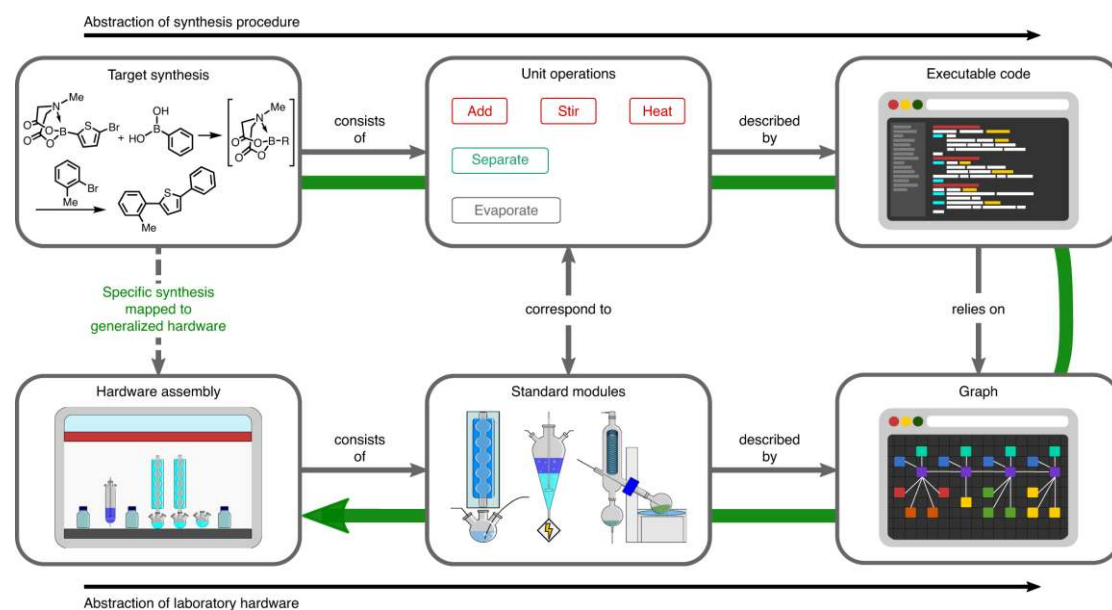 Abstraction of synthesis procedure
Target synthesis
Me
N
O
B
O
O
O
S
Br
+
OH
B
HO
Me
N
B-R
O
O
O
O
Br
Me
S
Me
consists
of
Unit operations
Add
Stir
Heat
Separate
Evaporate
described
by
Executable code
Specific synthesis
mapped to
generalized hardware
correspond to
relies on
Hardware assembly
consists
of
Standard modules
described
by
Graph
Abstraction of laboratory hardware